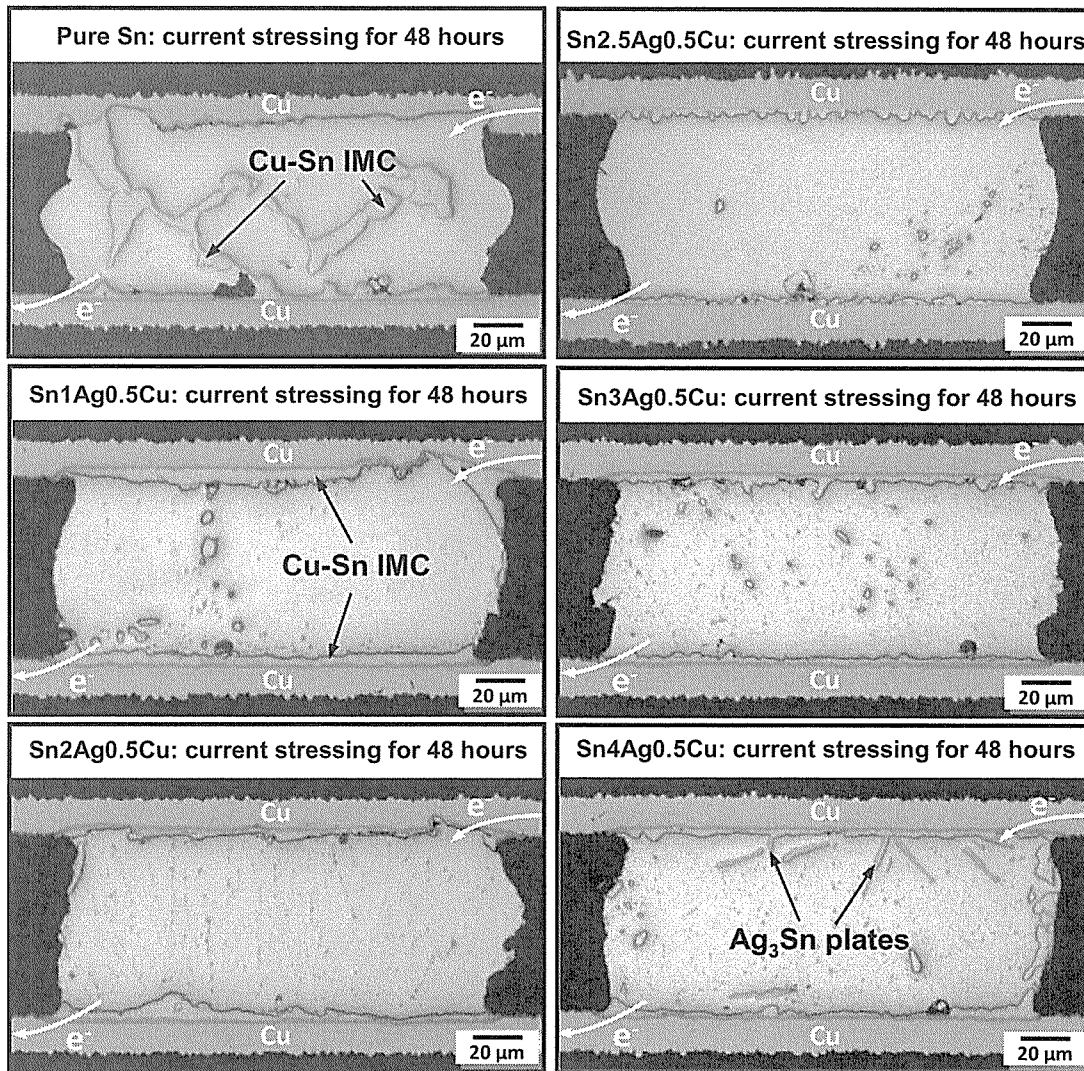 Pure Sn: current stressing for 48 hours
Cu
e⁻
Cu-Sn IMC
e⁻
Cu
20 µm
Sn2.5Ag0.5Cu: current stressing for 48 hours
Cu
e⁻
e⁻
Cu
20 µm
Sn1Ag0.5Cu: current stressing for 48 hours
Cu
e⁻
Cu-Sn IMC
e⁻
Cu
20 µm
Sn3Ag0.5Cu: current stressing for 48 hours
Cu
e⁻
e⁻
Cu
20 µm
Sn2Ag0.5Cu: current stressing for 48 hours
Cu
e⁻
e⁻
Cu
20 µm
Sn4Ag0.5Cu: current stressing for 48 hours
Cu
e⁻
Ag₃Sn plates
e⁻
Cu
20 µm